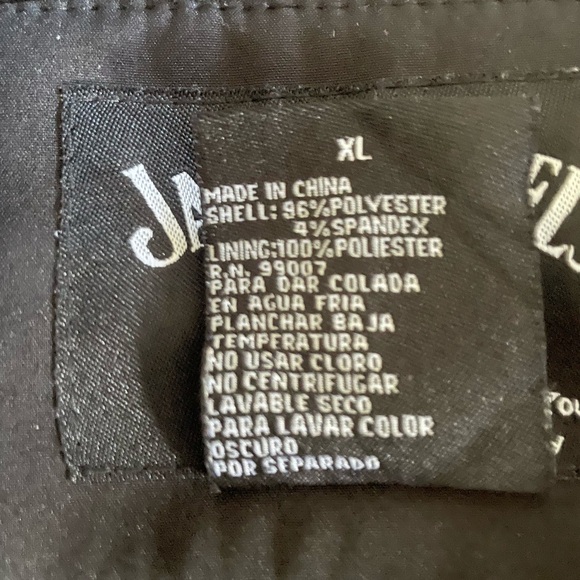 XL
MADE IN CHINA
SHELL: 96%POLYESTER
4%SPANDEX
LINING:100%POLIESTER
R.N. 99007
PARA DAR COLADA
EN AGUA FRIA
PLANCHAR BAJA
TEMPERATURA
NO USAR CLORO
NO CENTRIFUGAR
LAVABLE SECO
PARA LAVAR COLOR
OSCURO
POR SEPARADO